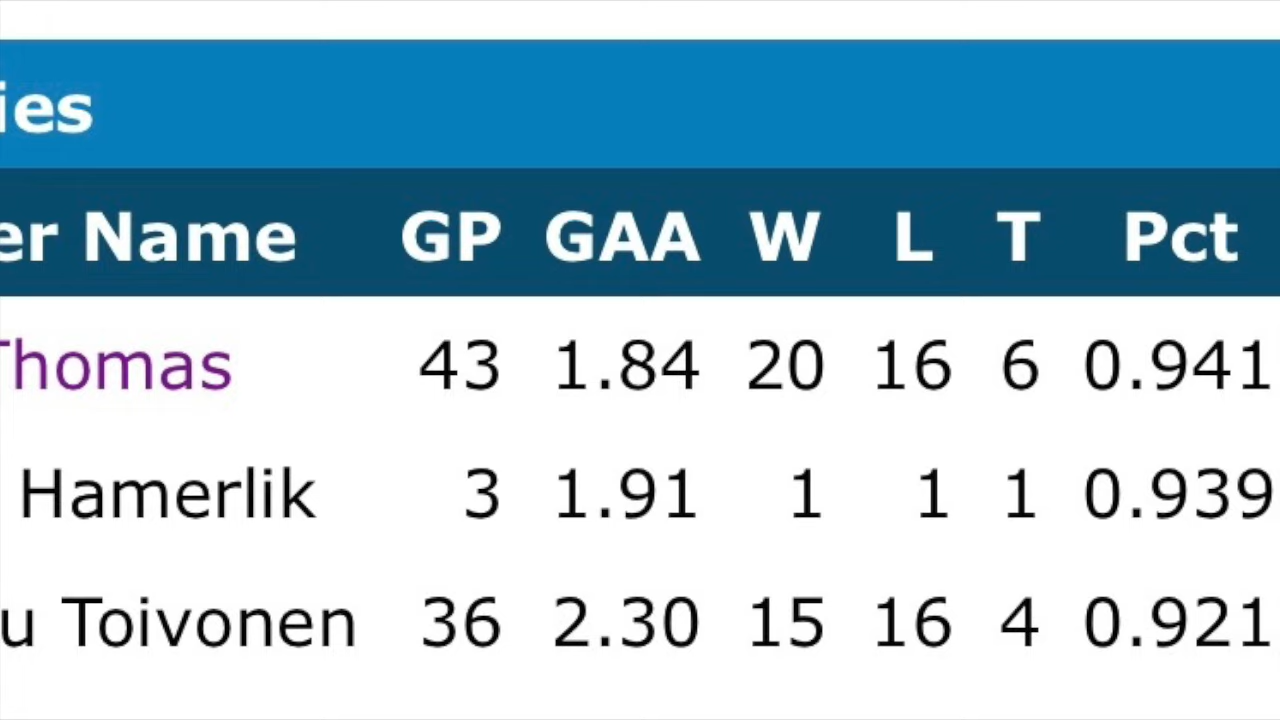 ies
er Name GP GAA W L T Pct
Thomas 43 1.84 20 16 6 0.941
Hamerlik 3 1.91 1 1 1 0.939
u Toivonen 36 2.30 15 16 4 0.921